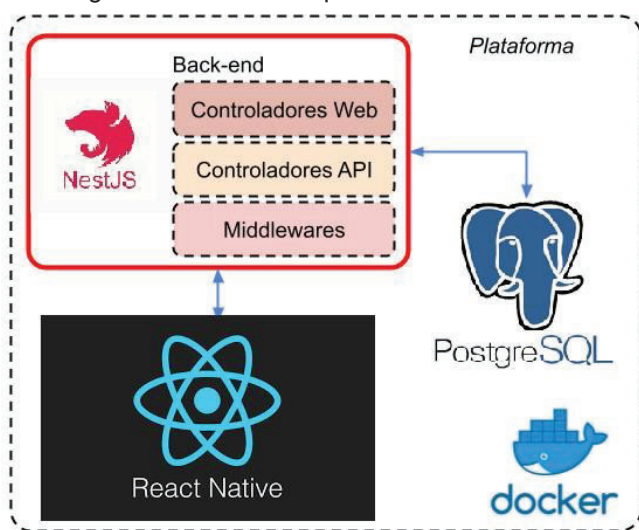 Plataforma
Back-end
NestJS
Controladores Web
Controladores API
Middlewares
PostgreSQL
React Native
docker